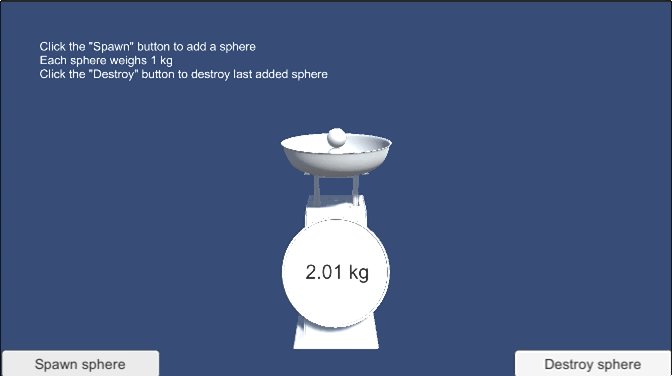 Click the "Spawn" button to add a sphere
Each sphere weighs 1 kg
Click the "Destroy" button to destroy last added sphere
2.01 kg
Spawn sphere
Destroy sphere